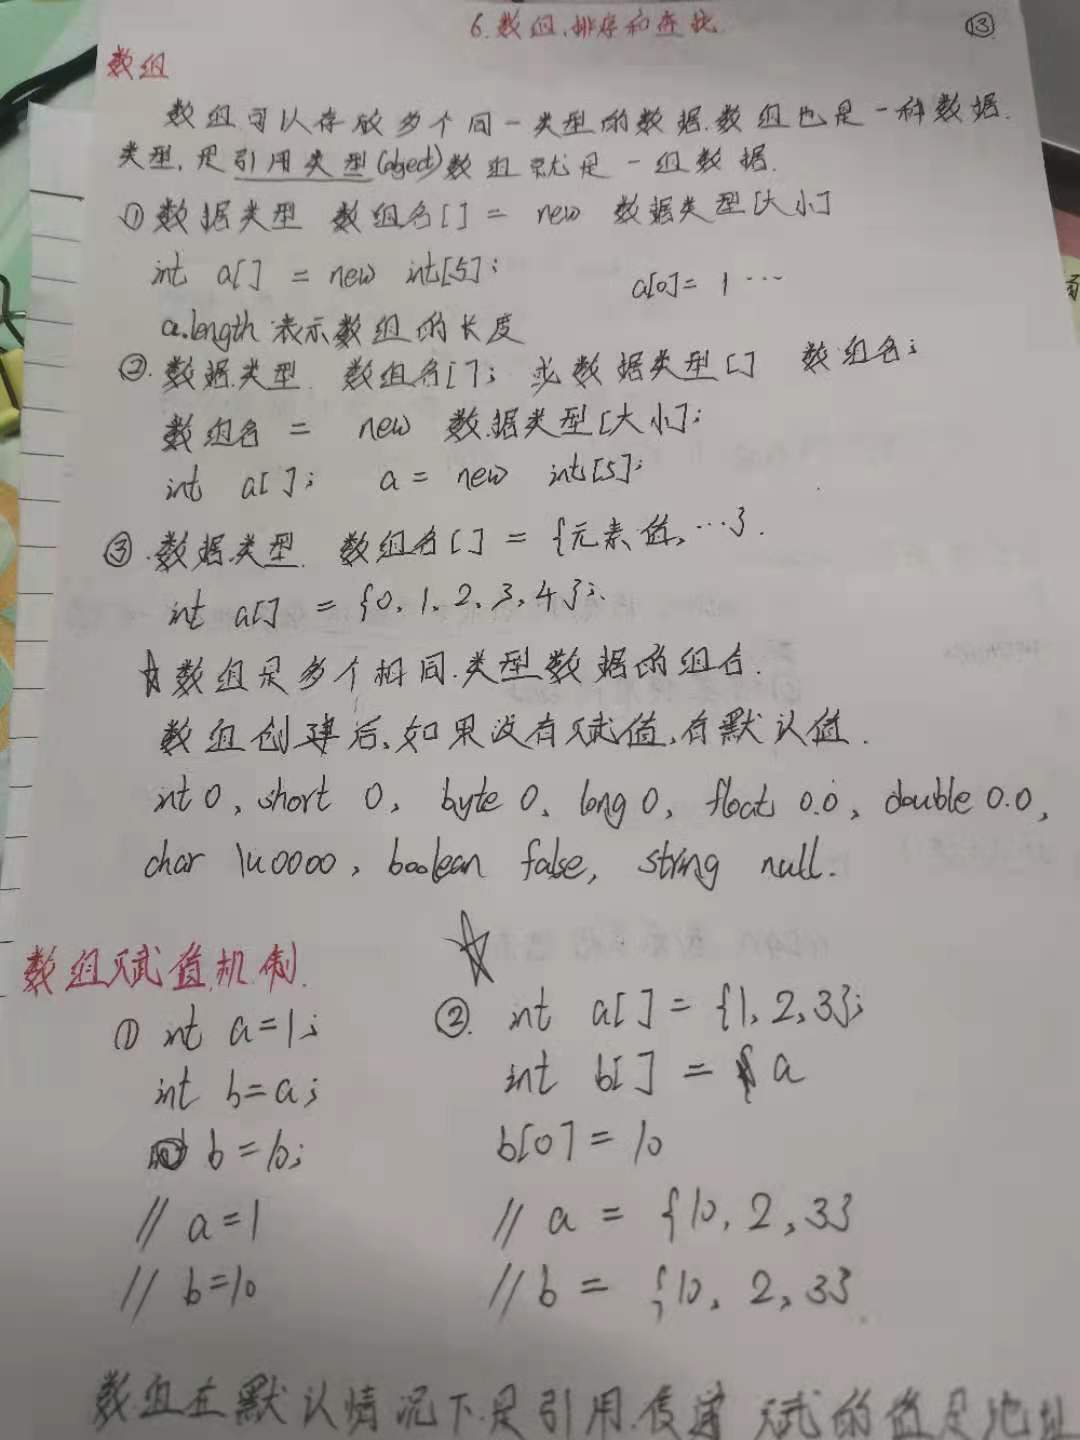 6.数组、排序和查找
⑬
数组
数组可以存放多个同一类型的数据.数组也是一种数据.
类型,是引用类型(object)数组就是一组数据.
① 数据类型 数组名[] = new 数据类型[大小]
int a[] = new int[5]; a[0]= 1 …
a.length 表示数组的长度
②. 数据类型. 数组名[]; 或数据类型[] 数组名;
数组名 = new 数据类型[大小];
int a[]; a = new int[5];
③.数据类型. 数组名[] = {元素值,…}.
int a[] = {0, 1, 2, 3, 4};
☆数组是多个相同.类型数据的组合.
数组创建后,如果没有赋值,有默认值.
int 0, short 0, byte 0, long 0, float 0.0, double 0.0,
char \u0000, boolean false, string null.
☆
数组赋值机制
① int a=1;
int b=a;
b=10;
// a=1
// b=10
②. int a[] = {1, 2, 3};
int b[] = a
b[0] = 10
// a = {10, 2, 3}
// b = {10, 2, 3}
数组在默认情况下是引用传递 赋的值是地址